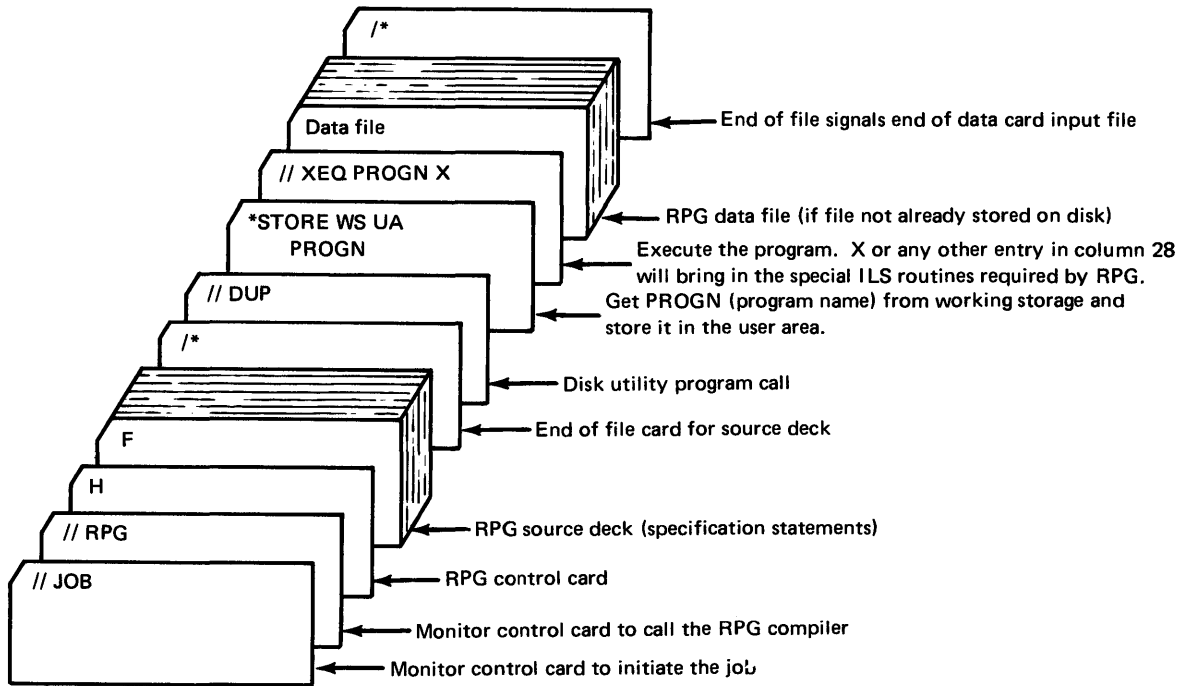 /*
End of file signals end of data card input file
Data file
// XEQ PROGN X
RPG data file (if file not already stored on disk)
*STORE WS UA
PROGN
Execute the program. X or any other entry in column 28
will bring in the special ILS routines required by RPG.
// DUP
Get PROGN (program name) from working storage and
store it in the user area.
/*
Disk utility program call
End of file card for source deck
F
H
RPG source deck (specification statements)
// RPG
RPG control card
// JOB
Monitor control card to call the RPG compiler
Monitor control card to initiate the job